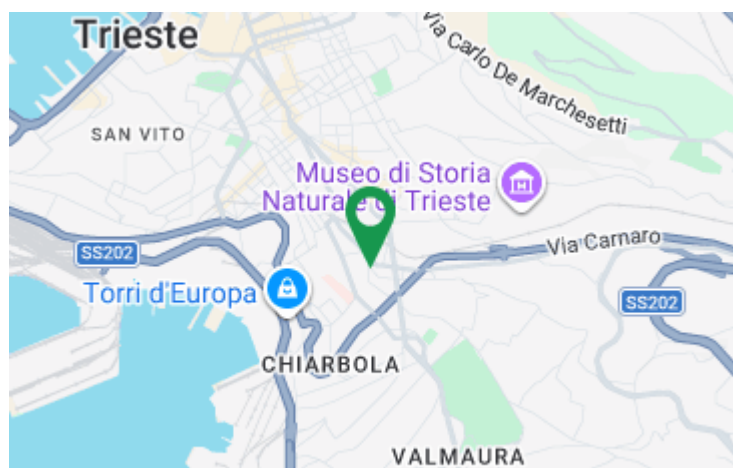 Trieste
Via Carlo De Marchesetti
SAN VITO
Museo di Storia
Naturale di Trieste
Via Carnaro
SS202
Torri d'Europa
SS202
CHIARBOLA
VALMAURA